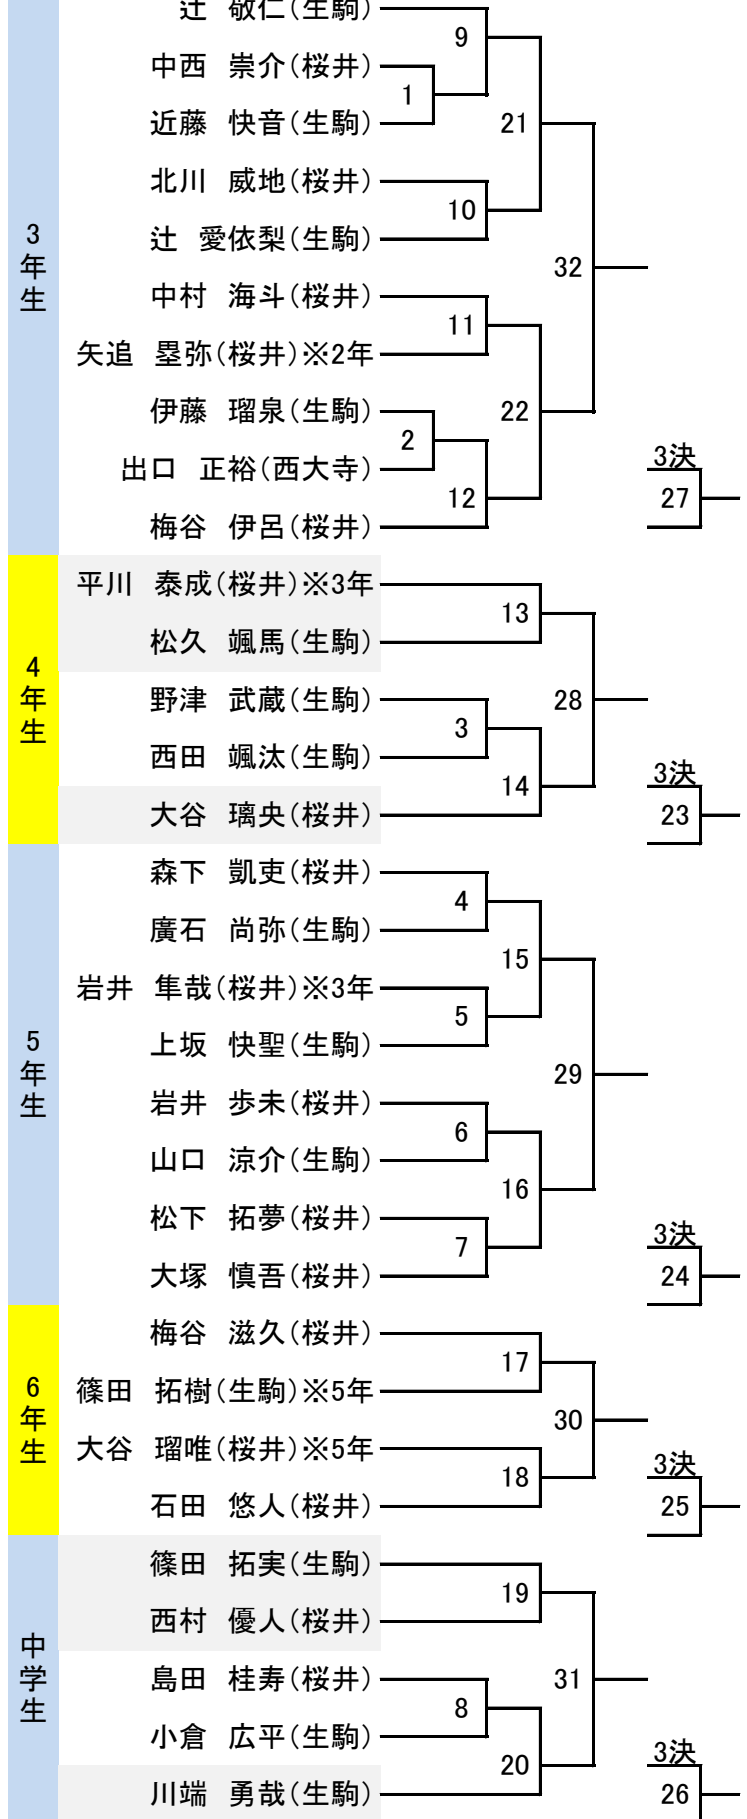 3年生
辻 敬仁(生駒)
9
中西 崇介(桜井)
1
近藤 快音(生駒)
21
北川 威地(桜井)
10
辻 愛依梨(生駒)
32
中村 海斗(桜井)
11
矢追 塁弥(桜井)※2年
伊藤 瑠泉(生駒)
22
2
出口 正裕(西大寺)
3決
12
27
梅谷 伊呂(桜井)
4年生
平川 泰成(桜井)※3年
13
松久 颯馬(生駒)
野津 武蔵(生駒)
28
3
西田 颯汰(生駒)
3決
14
23
大谷 璃央(桜井)
5年生
森下 凱吏(桜井)
4
廣石 尚弥(生駒)
15
岩井 隼哉(桜井)※3年
5
上坂 快聖(生駒)
29
岩井 歩未(桜井)
6
山口 涼介(生駒)
16
松下 拓夢(桜井)
3決
7
24
大塚 慎吾(桜井)
6年生
梅谷 滋久(桜井)
17
篠田 拓樹(生駒)※5年
30
大谷 瑠唯(桜井)※5年
3決
18
25
石田 悠人(桜井)
中学生
篠田 拓実(生駒)
19
西村 優人(桜井)
島田 桂寿(桜井)
31
8
小倉 広平(生駒)
3決
20
26
川端 勇哉(生駒)